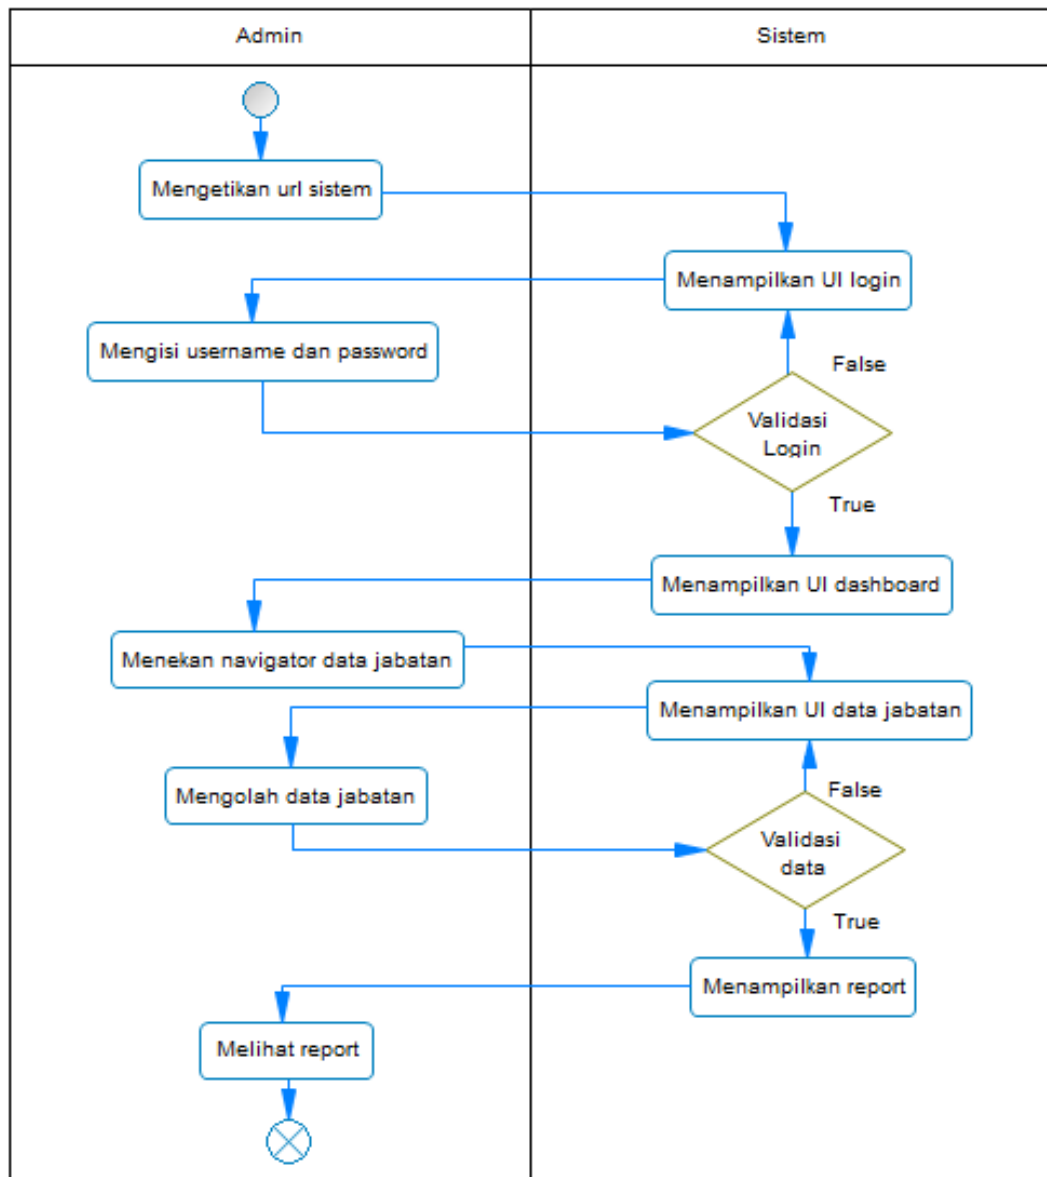 Admin
Sistem
Mengetikan url sistem
Menampilkan UI login
Mengisi username dan password
False
Validasi
Login
True
Menampilkan UI dashboard
Menekan navigator data jabatan
Menampilkan UI data jabatan
Mengolah data jabatan
False
Validasi
data
True
Menampilkan report
Melihat report